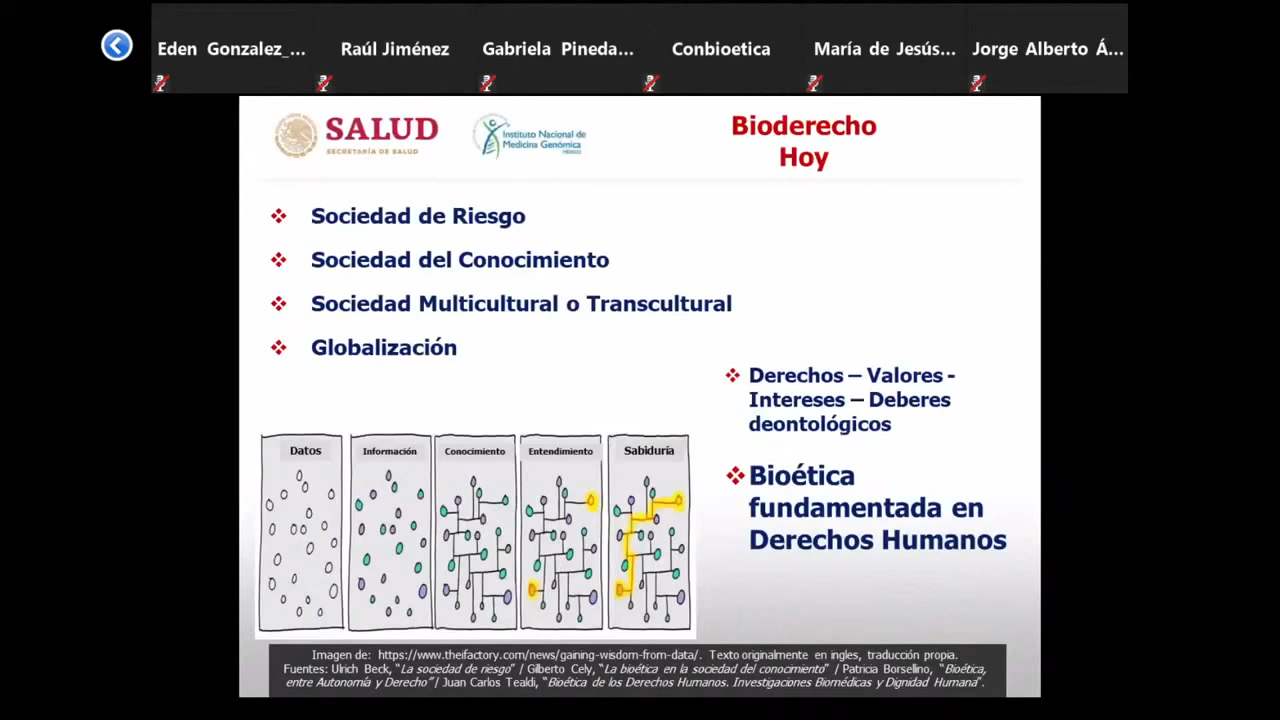 Eden Gonzalez_...
Raúl Jiménez
Gabriela Pineda...
Conbioetica
María de Jesús...
Jorge Alberto Á...
SALUD
SECRETARÍA DE SALUD
Instituto Nacional de
Medicina Genómica
MÉXICO
Bioderecho
Hoy
Sociedad de Riesgo
Sociedad del Conocimiento
Sociedad Multicultural o Transcultural
Globalización
Derechos – Valores -
Intereses – Deberes
deontológicos
Bioética
fundamentada en
Derechos Humanos
Datos
Información
Conocimiento
Entendimiento
Sabiduría
Imagen de: https://www.theifactory.com/news/gaining-wisdom-from-data/. Texto originalmente en ingles, traducción propia.
Fuentes: Ulrich Beck, “La sociedad de riesgo” / Gilberto Cely, “La bioética en la sociedad del conocimiento” / Patricia Borselino, “Bioética,
entre Autonomía y Derecho” / Juan Carlos Tealdi, “Bioética de los Derechos Humanos. Investigaciones Biomédicas y Dignidad Humana”.